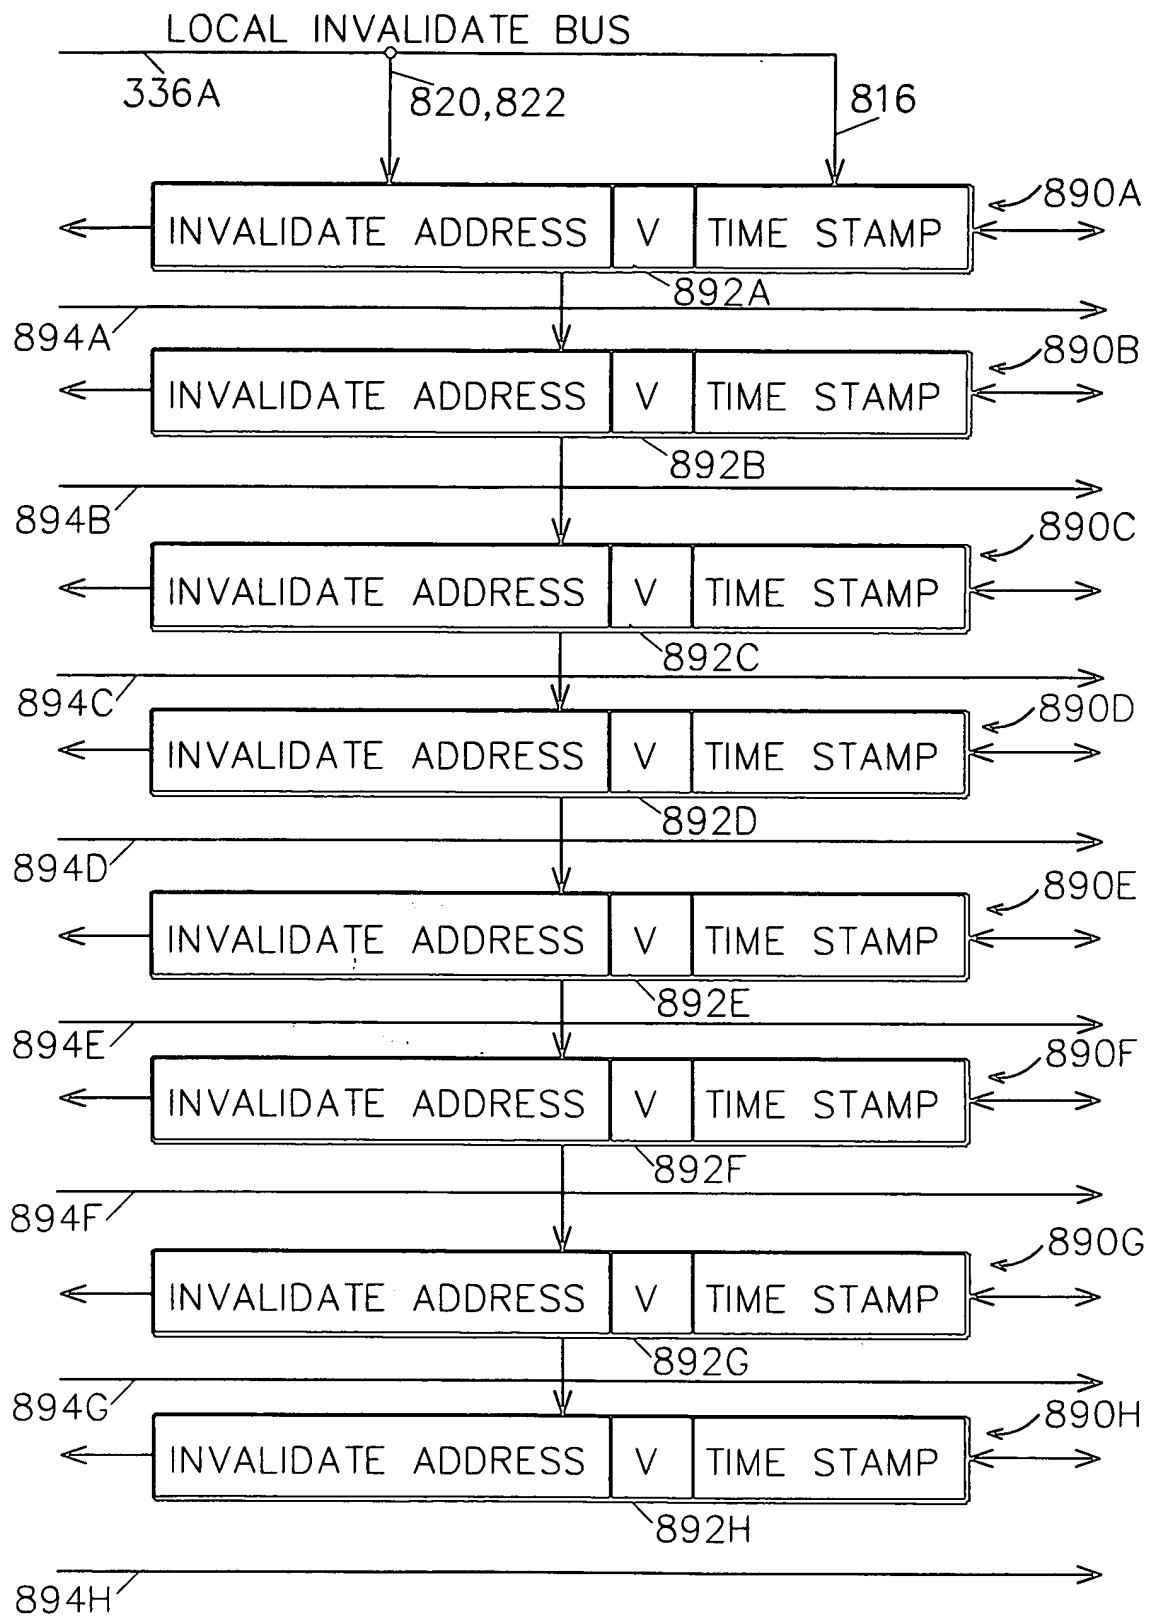 LOCAL INVALIDATE BUS
336A
820,822
816
890A
INVALIDATE ADDRESS V TIME STAMP
892A
894A
890B
INVALIDATE ADDRESS V TIME STAMP
892B
894B
890C
INVALIDATE ADDRESS V TIME STAMP
892C
894C
890D
INVALIDATE ADDRESS V TIME STAMP
892D
894D
890E
INVALIDATE ADDRESS V TIME STAMP
892E
894E
890F
INVALIDATE ADDRESS V TIME STAMP
892F
894F
890G
INVALIDATE ADDRESS V TIME STAMP
892G
894G
890H
INVALIDATE ADDRESS V TIME STAMP
892H
894H